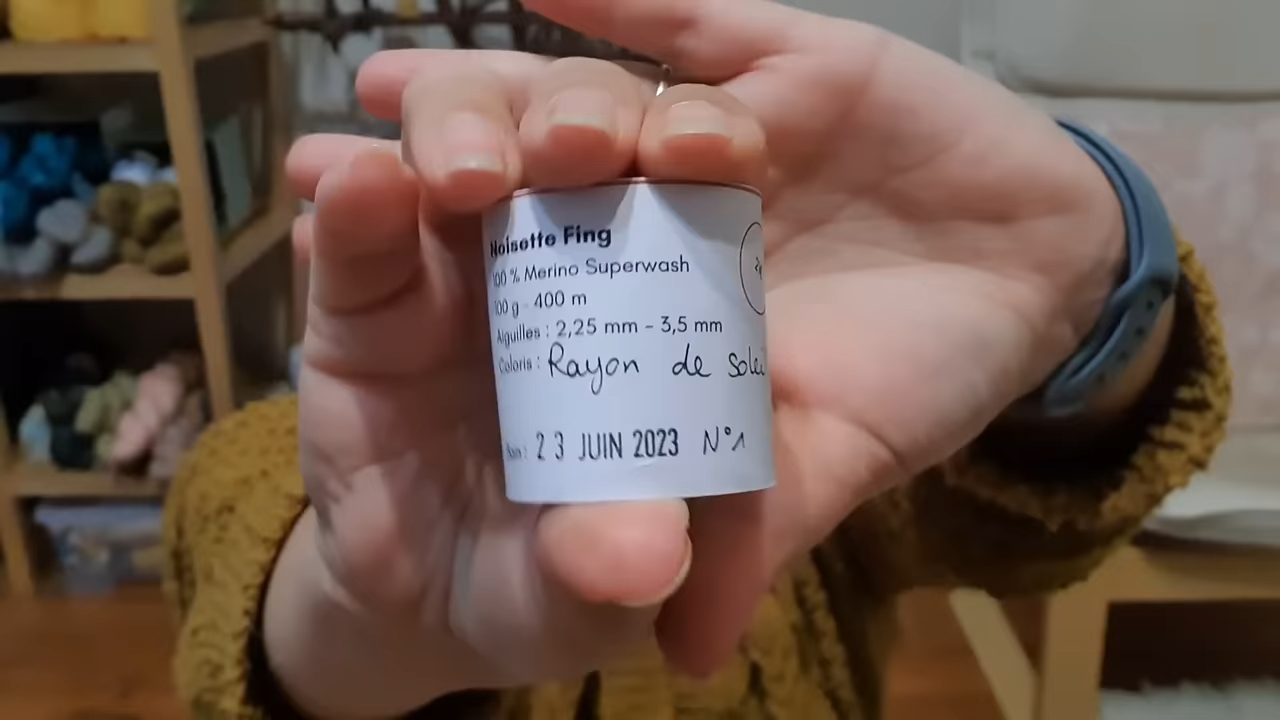 Noisette Fing
100 % Merino Superwash
100 g - 400 m
Aiguilles : 2,25 mm - 3,5 mm
Coloris : Rayon de solei
Bain : 23 JUIN 2023 N°1